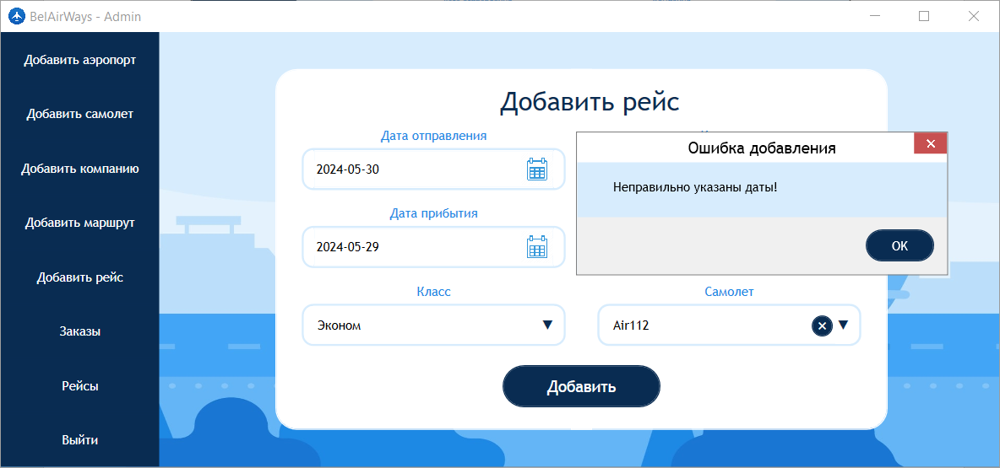 BelAirWays - Admin
Добавить аэропорт
Добавить самолет
Добавить компанию
Добавить маршрут
Добавить рейс
Заказы
Рейсы
Выйти
Добавить рейс
Дата отправления
2024-05-30
Дата прибытия
2024-05-29
Класс
Эконом
Самолет
Air112
Добавить
Ошибка добавления
Неправильно указаны даты!
OK